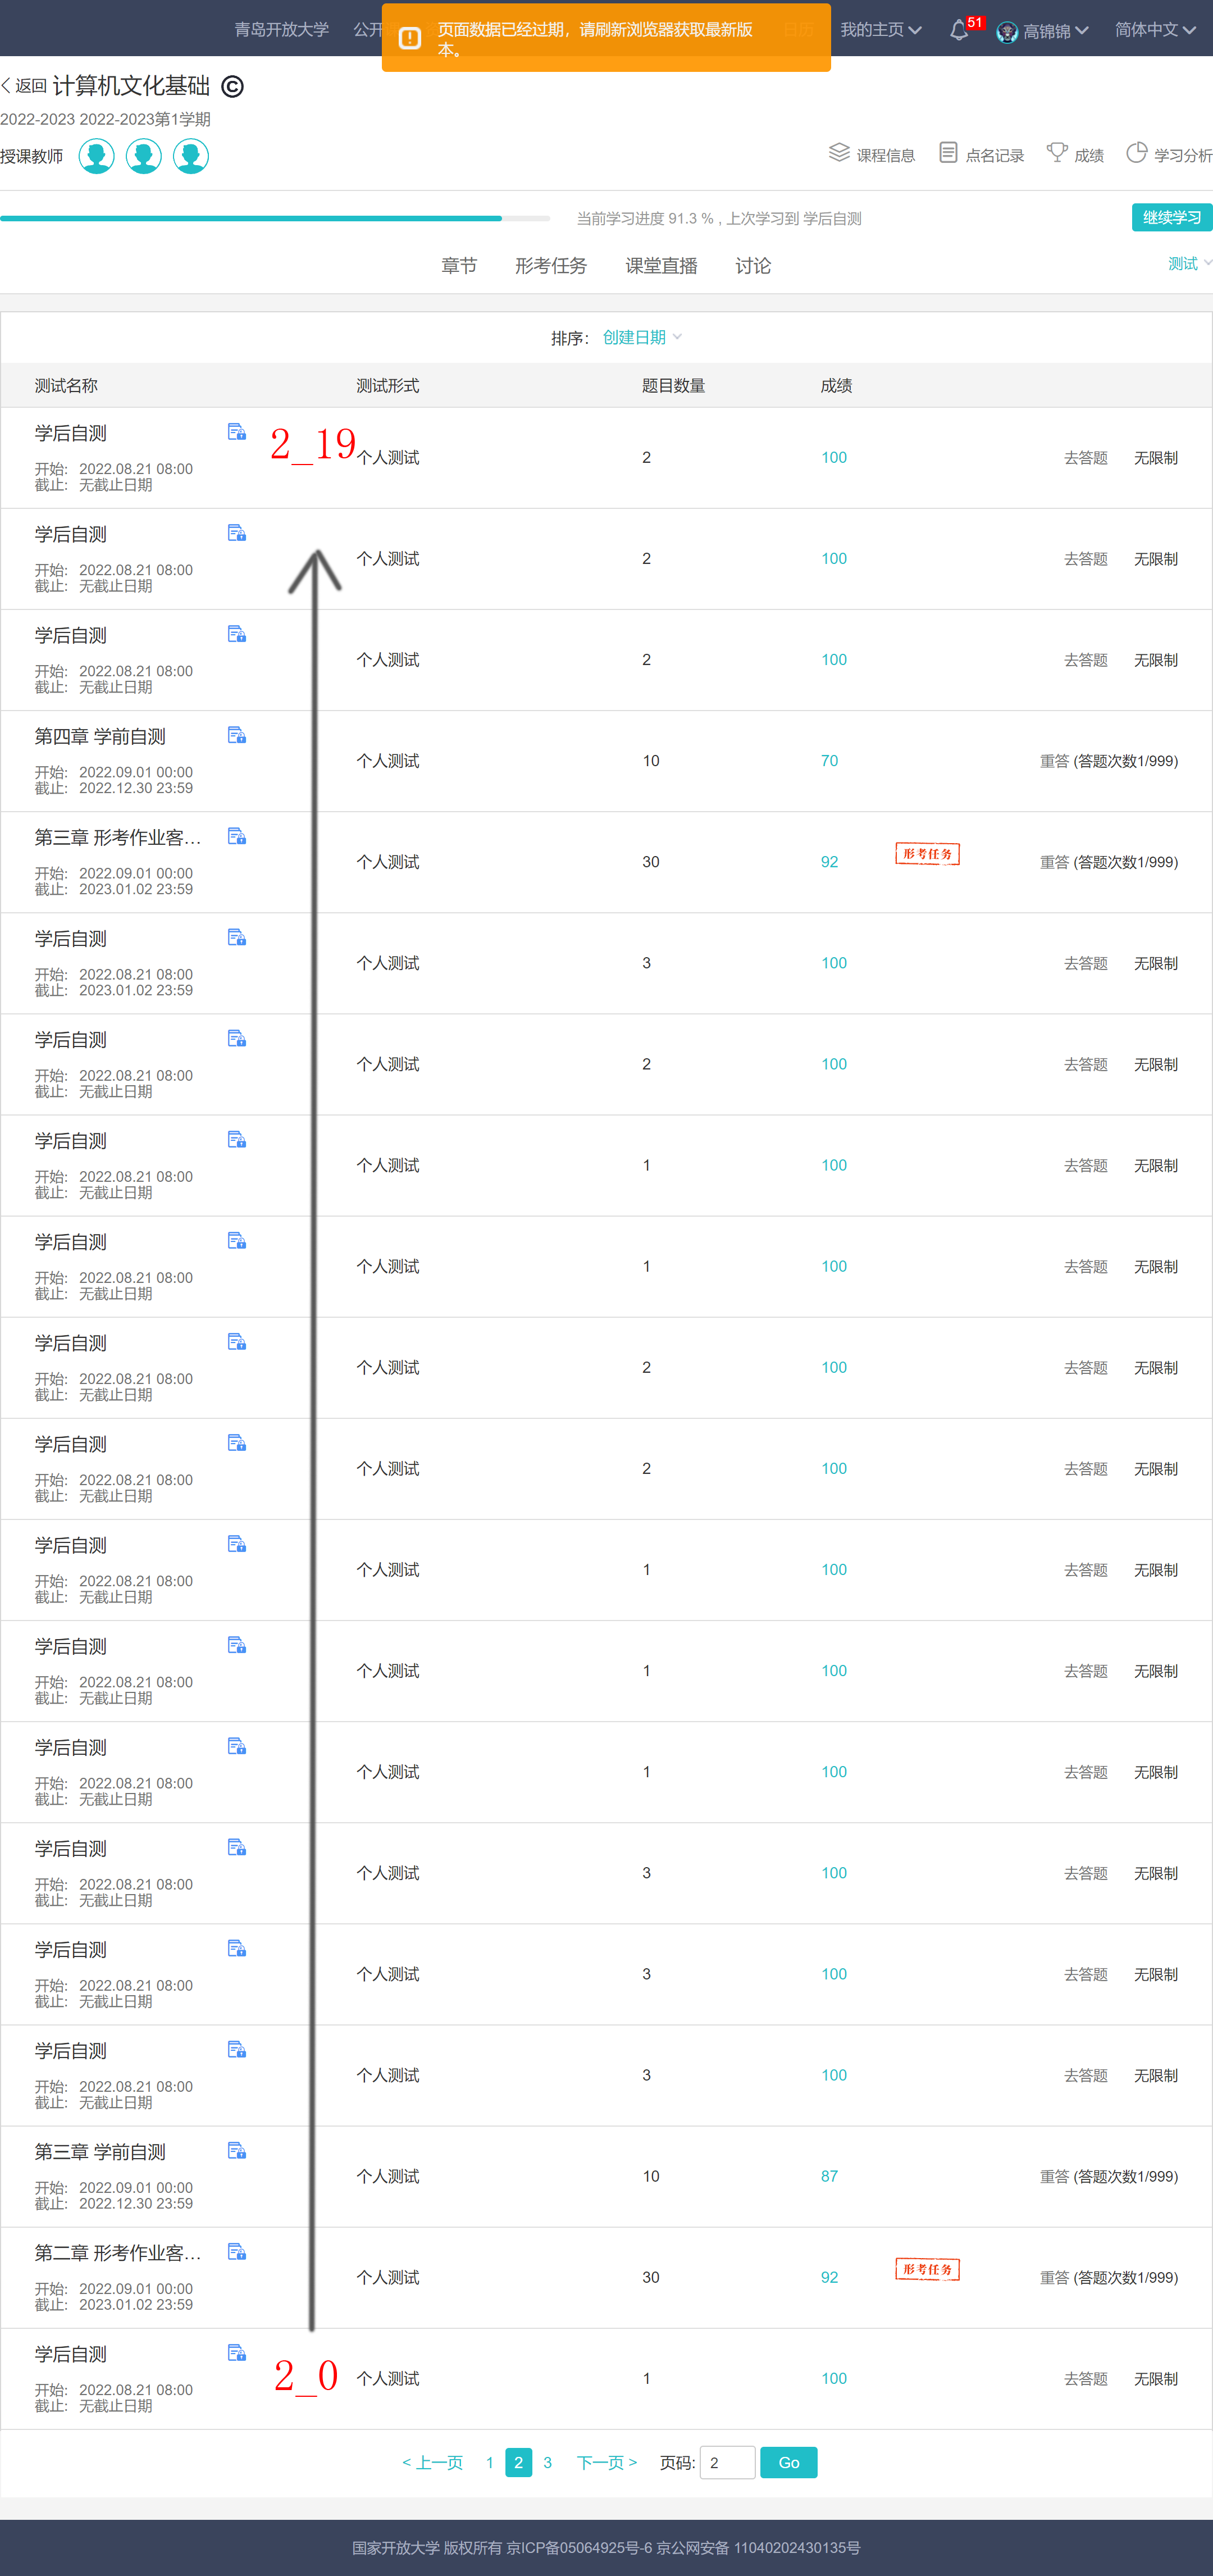 青岛开放大学 公开 日历 我的主页 51 高锦锦 简体中文
页面数据已经过期，请刷新浏览器获取最新版
本。
返回 计算机文化基础 ©
2022-2023 2022-2023第1学期
授课教师 课程信息 点名记录 成绩 学习分析
当前学习进度 91.3 % , 上次学习到 学后自测 继续学习
章节 形考任务 课堂直播 讨论 测试
排序： 创建日期
测试名称 测试形式 题目数量 成绩
学后自测 2_19
个人测试 2 100 去答题 无限制
开始： 2022.08.21 08:00
截止： 无截止日期
学后自测
个人测试 2 100 去答题 无限制
开始： 2022.08.21 08:00
截止： 无截止日期
学后自测
个人测试 2 100 去答题 无限制
开始： 2022.08.21 08:00
截止： 无截止日期
第四章 学前自测
个人测试 10 70 重答 (答题次数1/999)
开始： 2022.09.01 00:00
截止： 2022.12.30 23:59
第三章 形考作业客...
个人测试 30 92 形考任务 重答 (答题次数1/999)
开始： 2022.09.01 00:00
截止： 2023.01.02 23:59
学后自测
个人测试 3 100 去答题 无限制
开始： 2022.08.21 08:00
截止： 2023.01.02 23:59
学后自测
个人测试 2 100 去答题 无限制
开始： 2022.08.21 08:00
截止： 无截止日期
学后自测
个人测试 1 100 去答题 无限制
开始： 2022.08.21 08:00
截止： 无截止日期
学后自测
个人测试 1 100 去答题 无限制
开始： 2022.08.21 08:00
截止： 无截止日期
学后自测
个人测试 2 100 去答题 无限制
开始： 2022.08.21 08:00
截止： 无截止日期
学后自测
个人测试 2 100 去答题 无限制
开始： 2022.08.21 08:00
截止： 无截止日期
学后自测
个人测试 1 100 去答题 无限制
开始： 2022.08.21 08:00
截止： 无截止日期
学后自测
个人测试 1 100 去答题 无限制
开始： 2022.08.21 08:00
截止： 无截止日期
学后自测
个人测试 1 100 去答题 无限制
开始： 2022.08.21 08:00
截止： 无截止日期
学后自测
个人测试 3 100 去答题 无限制
开始： 2022.08.21 08:00
截止： 无截止日期
学后自测
个人测试 3 100 去答题 无限制
开始： 2022.08.21 08:00
截止： 无截止日期
学后自测
个人测试 3 100 去答题 无限制
开始： 2022.08.21 08:00
截止： 无截止日期
第三章 学前自测
个人测试 10 87 重答 (答题次数1/999)
开始： 2022.09.01 00:00
截止： 2022.12.30 23:59
第二章 形考作业客...
个人测试 30 92 形考任务 重答 (答题次数1/999)
开始： 2022.09.01 00:00
截止： 2023.01.02 23:59
学后自测
2_0 个人测试 1 100 去答题 无限制
开始： 2022.08.21 08:00
截止： 无截止日期
< 上一页 1 2 3 下一页 > 页码: 2 Go
国家开放大学 版权所有 京ICP备05064925号-6 京公网安备 11040202430135号